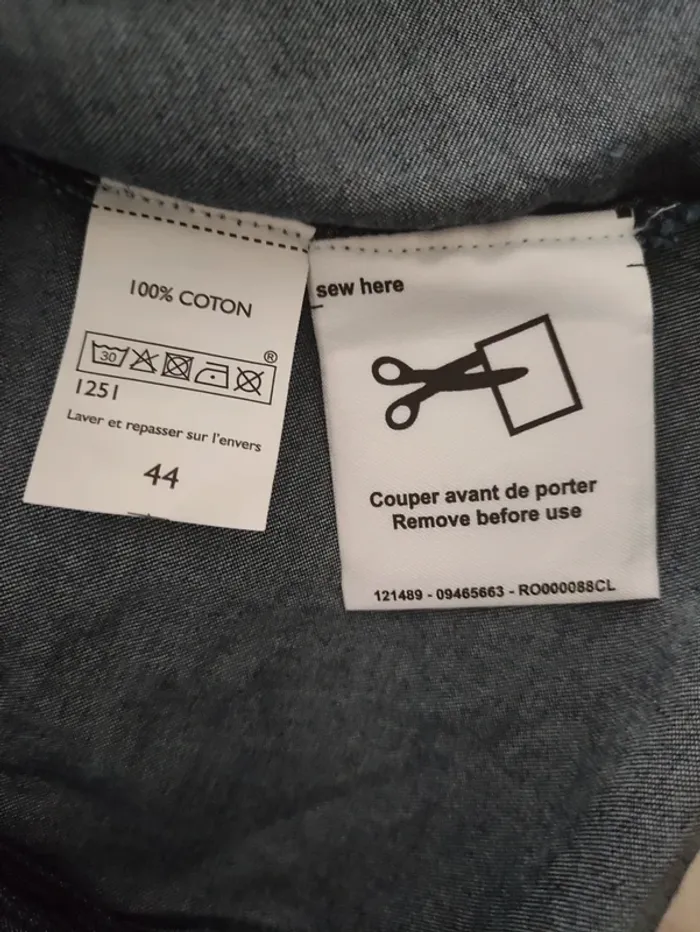 100% COTON
30
®
1251
Laver et repasser sur l'envers
44
sew here
Couper avant de porter
Remove before use
121489 - 09465663 - RO000088CL